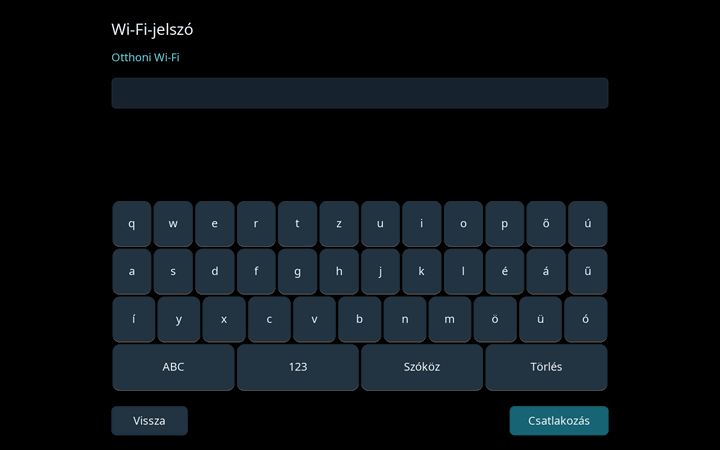 Wi-Fi-jelszó
Otthoni Wi-Fi
q w e r t z u i o p ő ú
a s d f g h j k l é á ű
í y x c v b n m ö ü ó
ABC 123 Szóköz Törlés
Vissza Csatlakozás